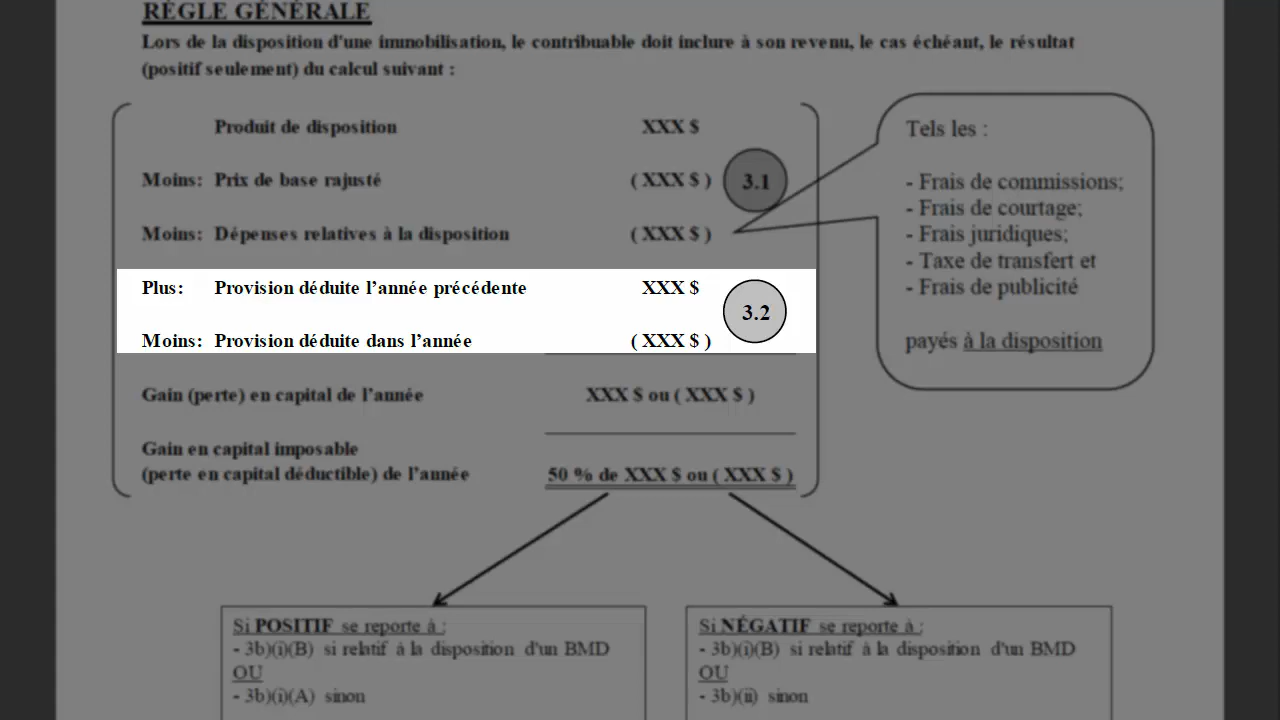 RÈGLE GÉNÉRALE
Lors de la disposition d'une immobilisation, le contribuable doit inclure à son revenu, le cas échéant, le résultat
(positif seulement) du calcul suivant :
Produit de disposition XXX $
Moins: Prix de base rajusté ( XXX $ ) 3.1
Moins: Dépenses relatives à la disposition ( XXX $ )
Plus: Provision déduite l’année précédente XXX $
3.2
Moins: Provision déduite dans l’année ( XXX $ )
Gain (perte) en capital de l’année XXX $ ou ( XXX $ )
Gain en capital imposable
(perte en capital déductible) de l’année 50 % de XXX $ ou ( XXX $ )
Tels les :
- Frais de commissions;
- Frais de courtage;
- Frais juridiques;
- Taxe de transfert et
- Frais de publicité
payés à la disposition
Si POSITIF se reporte à :
- 3b)(i)(B) si relatif à la disposition d'un BMD
OU
- 3b)(i)(A) sinon
Si NÉGATIF se reporte à :
- 3b)(i)(B) si relatif à la disposition d'un BMD
OU
- 3b)(ii) sinon